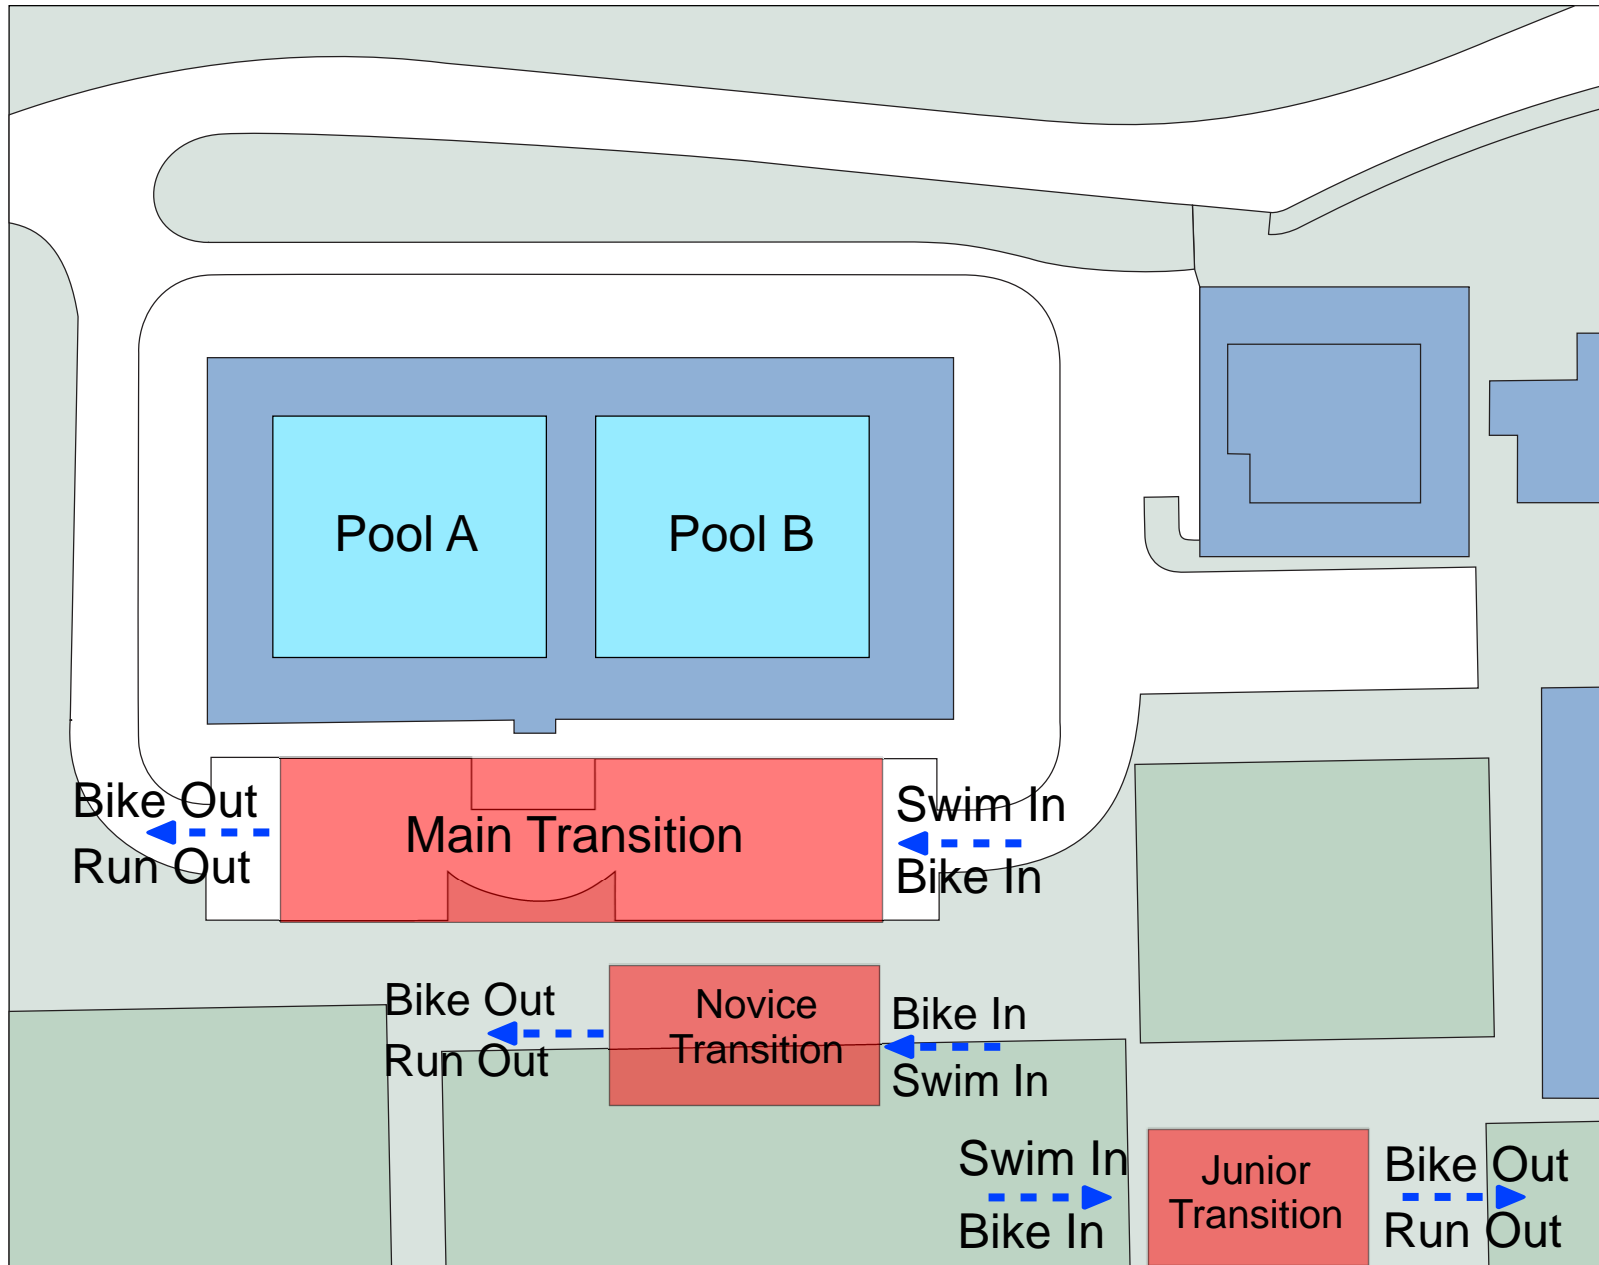 Pool A
Pool B
Bike Out
Run Out
Main Transition
Swim In
Bike In
Bike Out
Run Out
Novice
Transition
Bike In
Swim In
Swim In
Bike In
Junior
Transition
Bike Out
Run Out